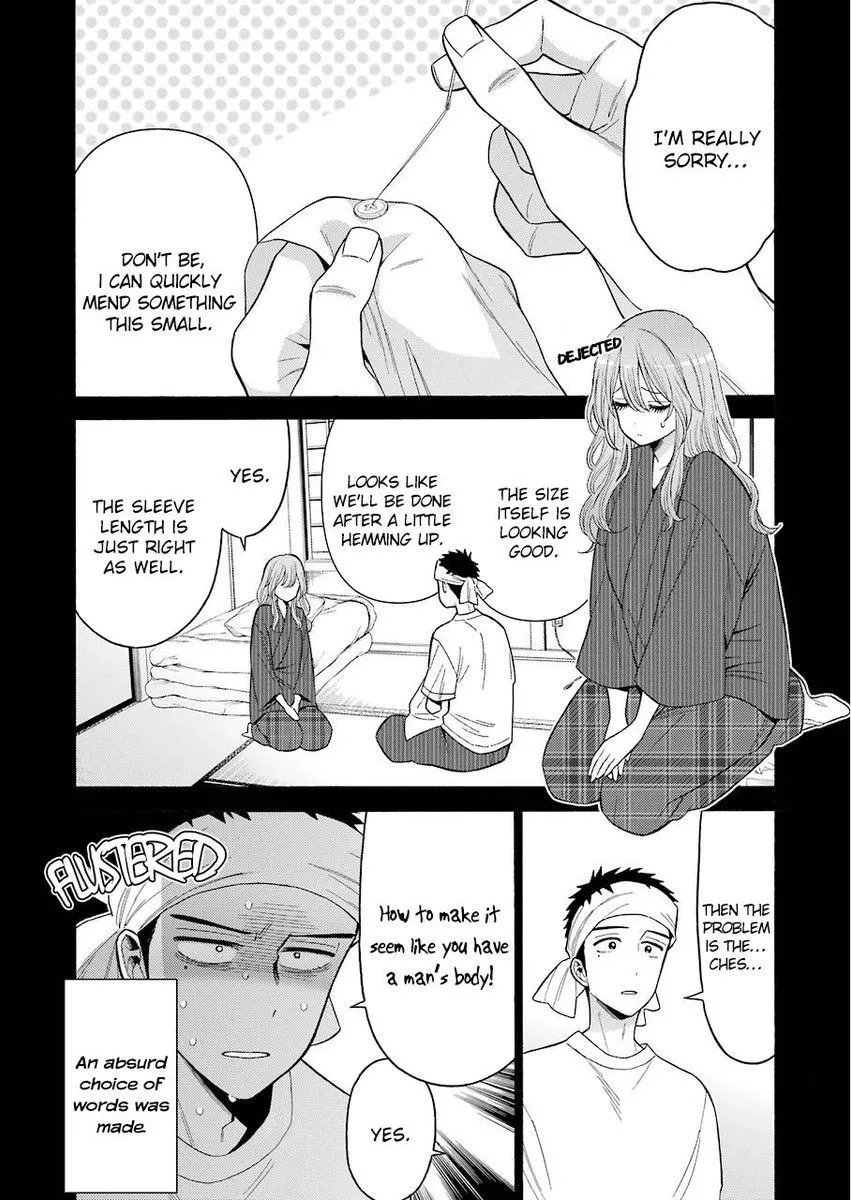 I'M REALLY
SORRY...
DON'T BE,
I CAN QUICKLY
MEND SOMETHING
THIS SMALL.
DEJECTED
THE SIZE
ITSELF IS
LOOKING
GOOD.
LOOKS LIKE
WE'LL BE DONE
AFTER A LITTLE
HEMMING UP.
YES.
THE SLEEVE
LENGTH IS
JUST RIGHT
AS WELL.
THEN THE
PROBLEM
IS THE...
CHES...
How to make it
seem like you have
a man's body!
YES.
FLUSTERED
An absurd
choice of
words was
made.